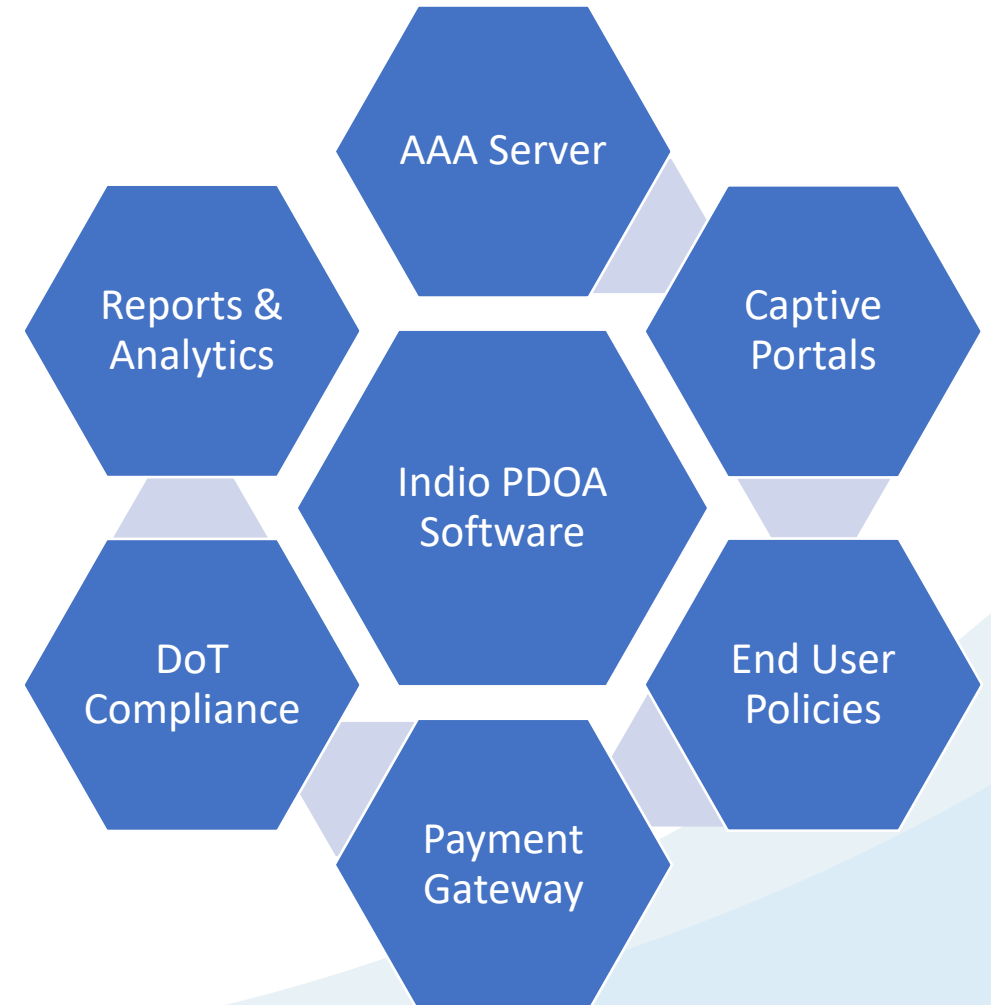 AAA Server
Reports &
Analytics
Captive
Portals
Indio PDOA
Software
DoT
Compliance
End User
Policies
Payment
Gateway